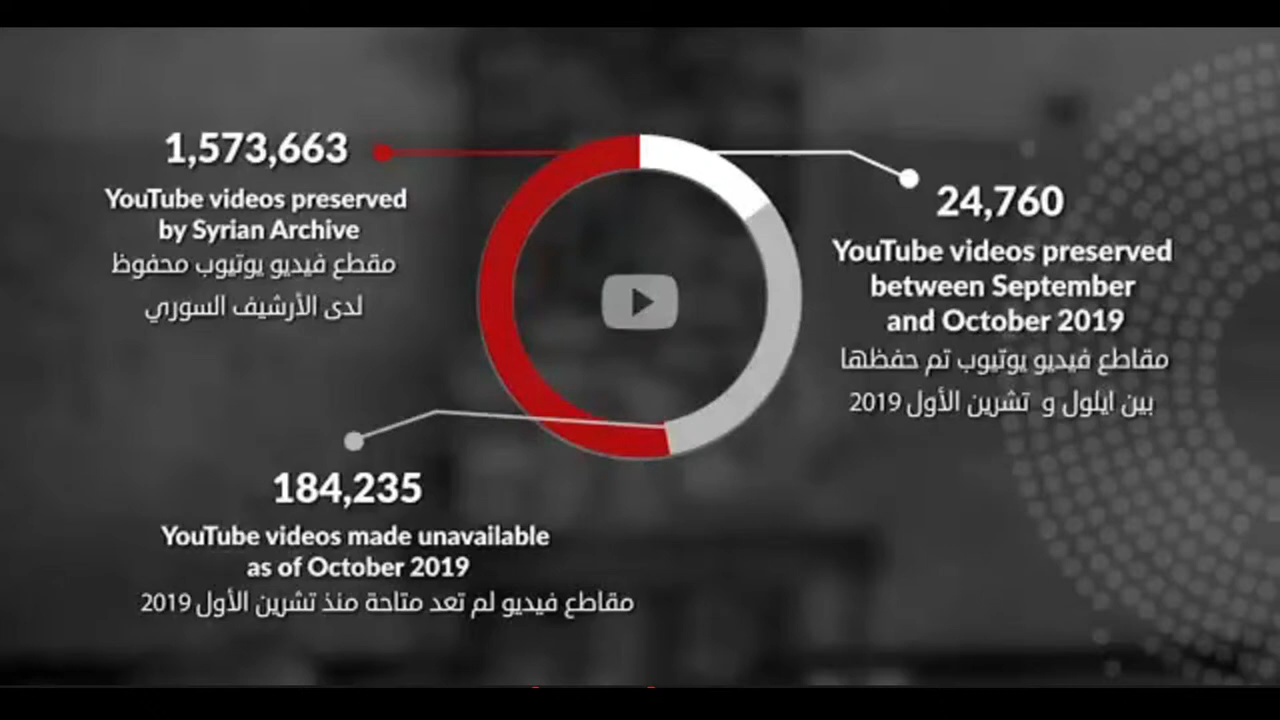 1,573,663
YouTube videos preserved
by Syrian Archive
مقطع فيديو يوتيوب محفوظ
لدى الأرشيف السوري
24,760
YouTube videos preserved
between September
and October 2019
مقاطع فيديو يوتيوب تم حفظها
بين ايلول و تشرين الأول 2019
184,235
YouTube videos made unavailable
as of October 2019
مقاطع فيديو لم تعد متاحة منذ تشرين الأول 2019